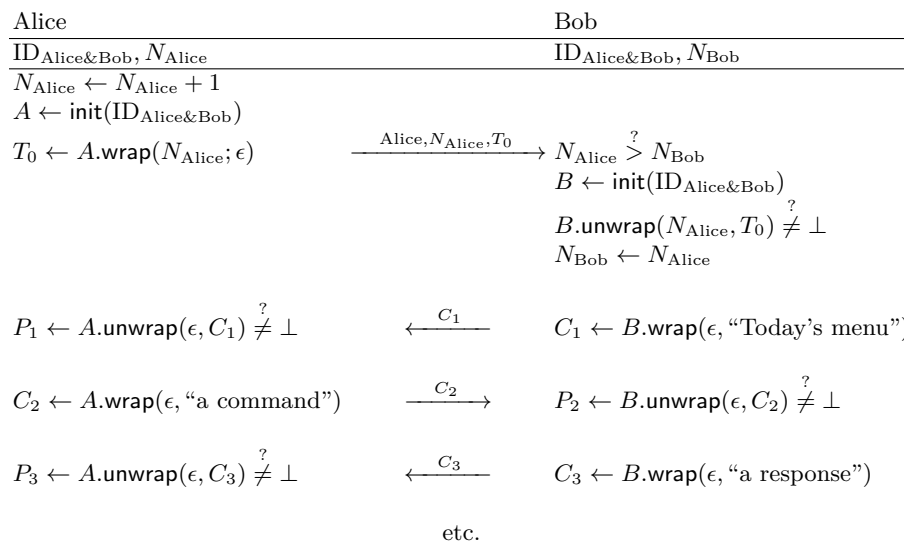 Alice Bob
ID_Alice&Bob, N_Alice ID_Alice&Bob, N_Bob
N_Alice ← N_Alice + 1
A ← init(ID_Alice&Bob)
T_0 ← A.wrap(N_Alice; ϵ) Alice,N_Alice,T_0 → N_Alice >? N_Bob
B ← init(ID_Alice&Bob)
B.unwrap(N_Alice, T_0) ≠? ⊥
N_Bob ← N_Alice
P_1 ← A.unwrap(ϵ, C_1) ≠? ⊥ ← C_1 C_1 ← B.wrap(ϵ, “Today’s menu”)
C_2 ← A.wrap(ϵ, “a command”) C_2 → P_2 ← B.unwrap(ϵ, C_2) ≠? ⊥
P_3 ← A.unwrap(ϵ, C_3) ≠? ⊥ ← C_3 C_3 ← B.wrap(ϵ, “a response”)
etc.